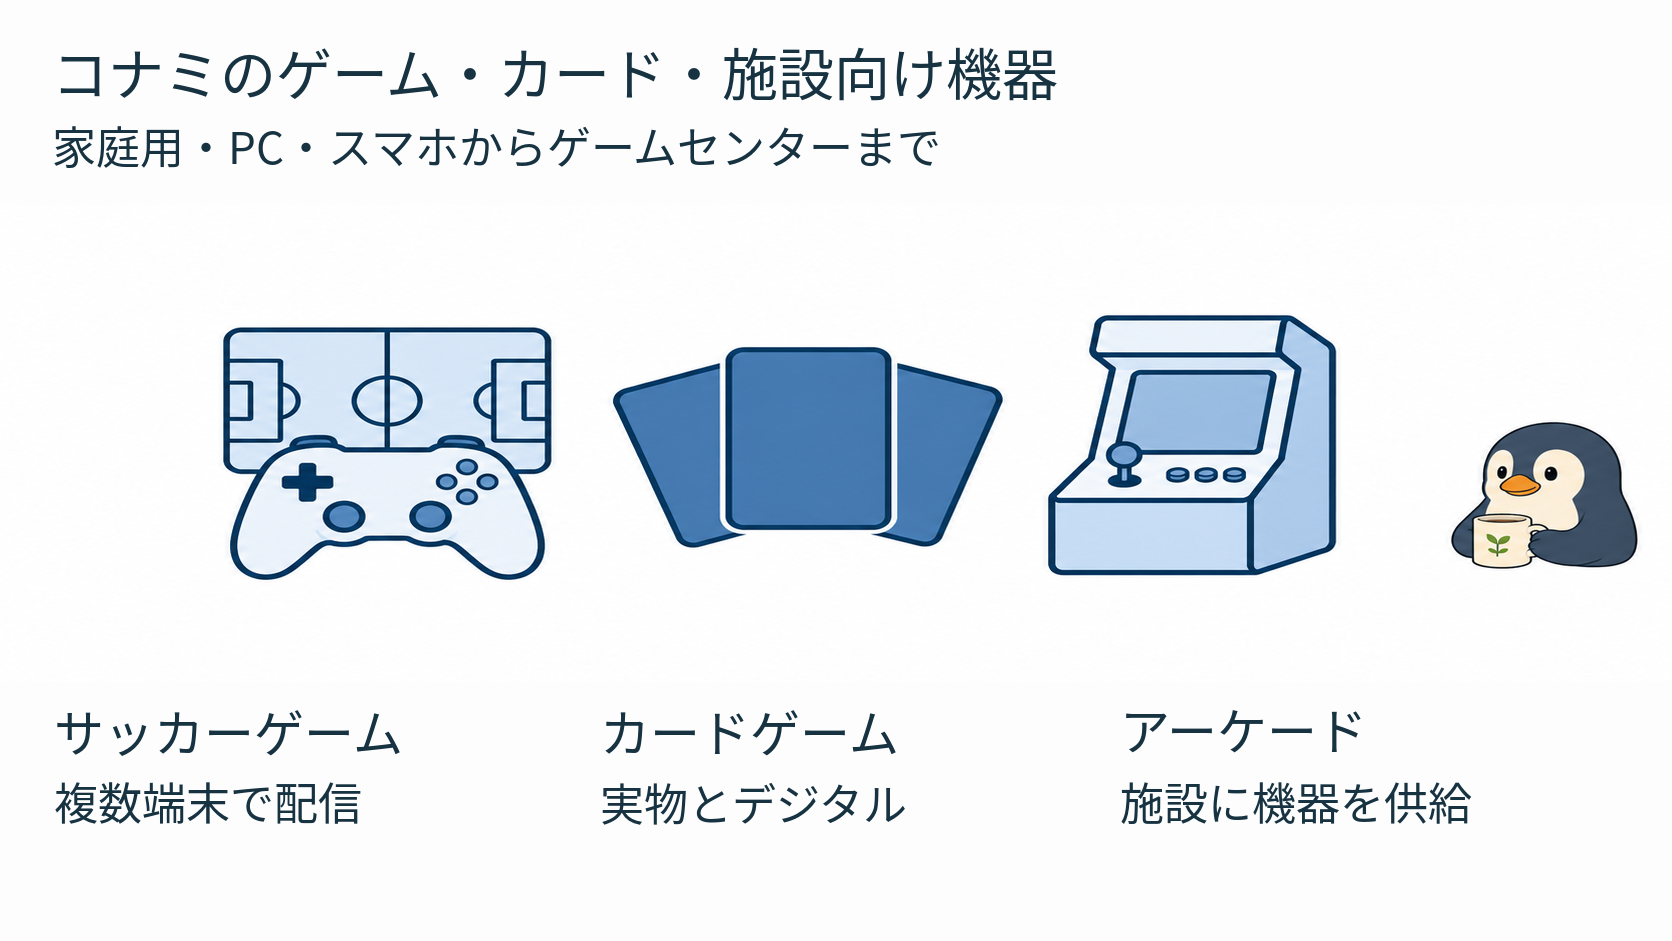 コナミのゲーム・カード・施設向け機器
家庭用・PC・スマホからゲームセンターまで
サッカーゲーム
複数端末で配信
カードゲーム
実物とデジタル
アーケード
施設に機器を供給